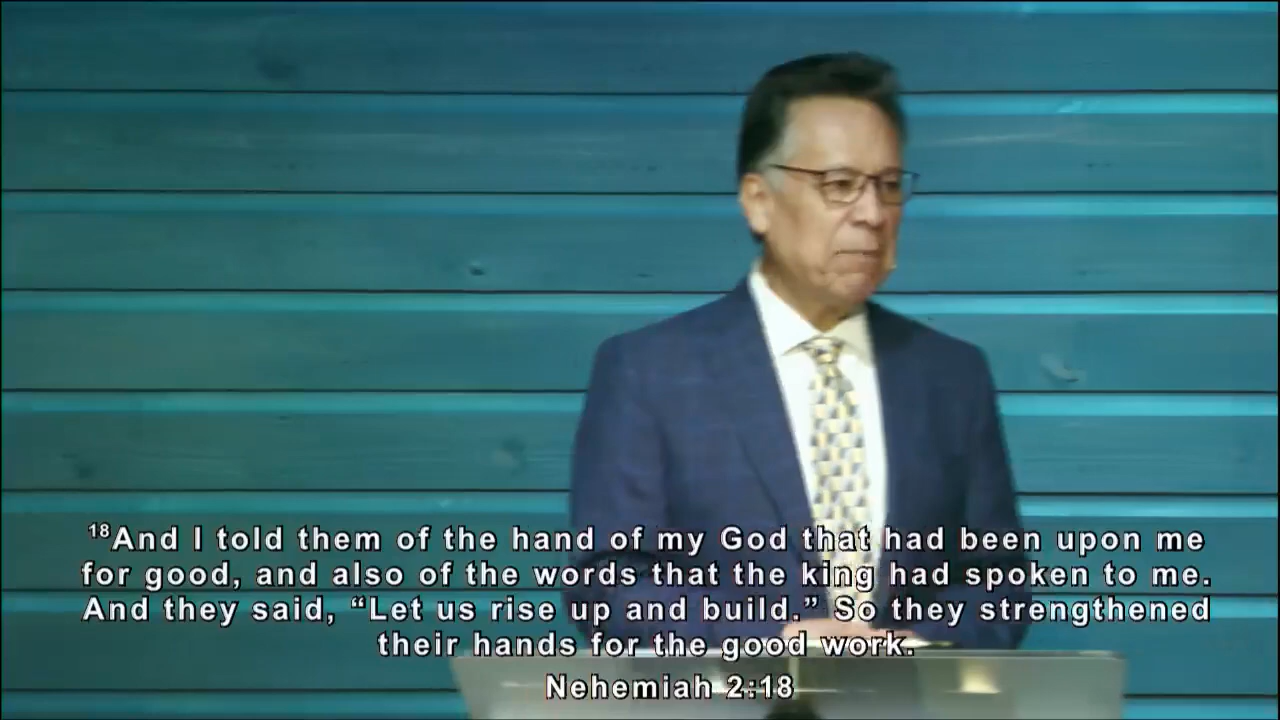 ¹⁸And I told them of the hand of my God that had been upon me
for good, and also of the words that the king had spoken to me.
And they said, “Let us rise up and build.” So they strengthened
their hands for the good work.
Nehemiah 2:18